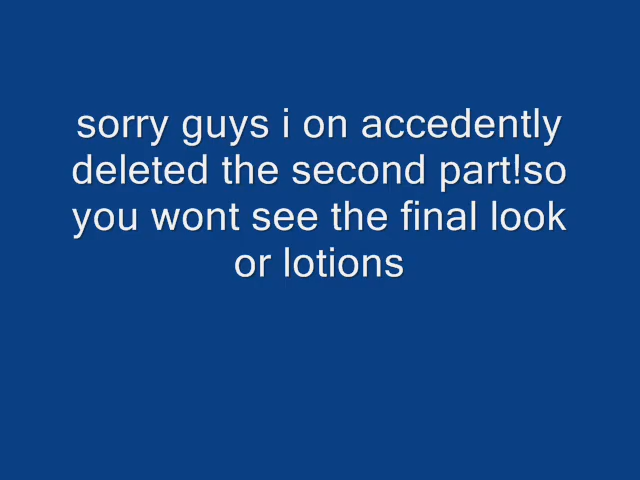 sorry guys i on accedently
deleted the second part!so
you wont see the final look
or lotions